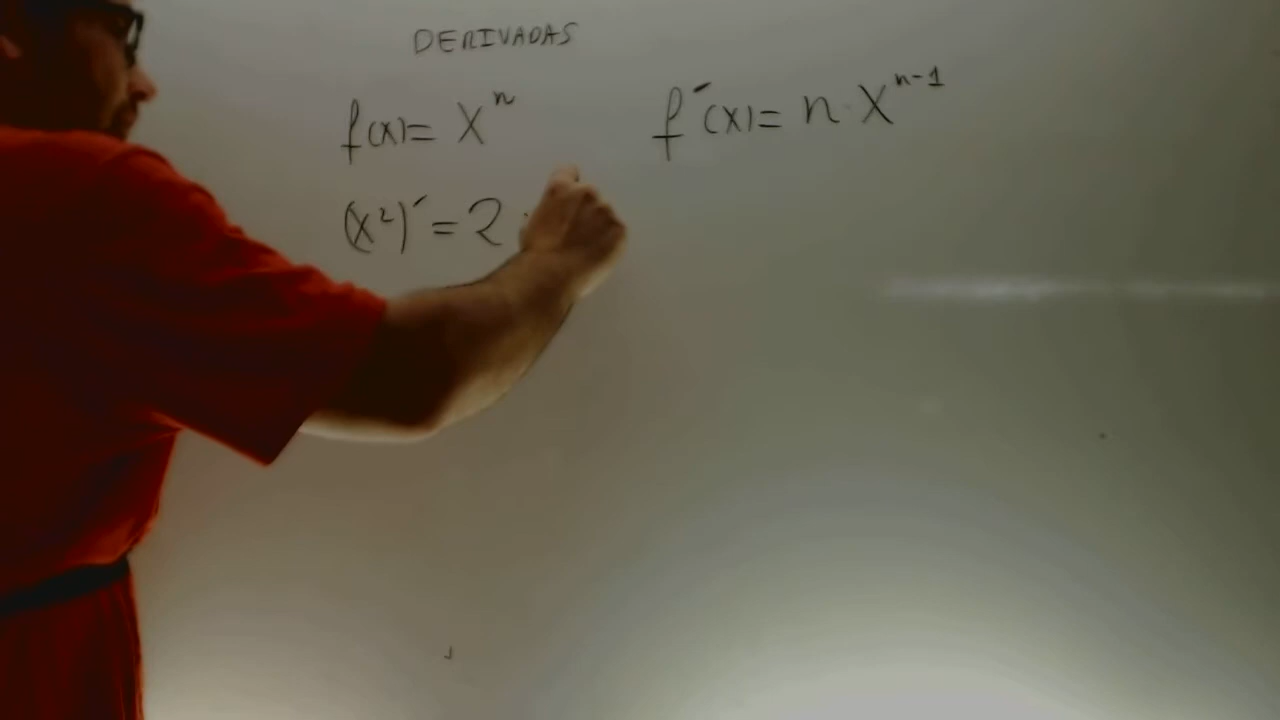 DERIVADAS
f(x)= x^n f´(x)= n·x^{n-1}
(x²)´ = 2 ·